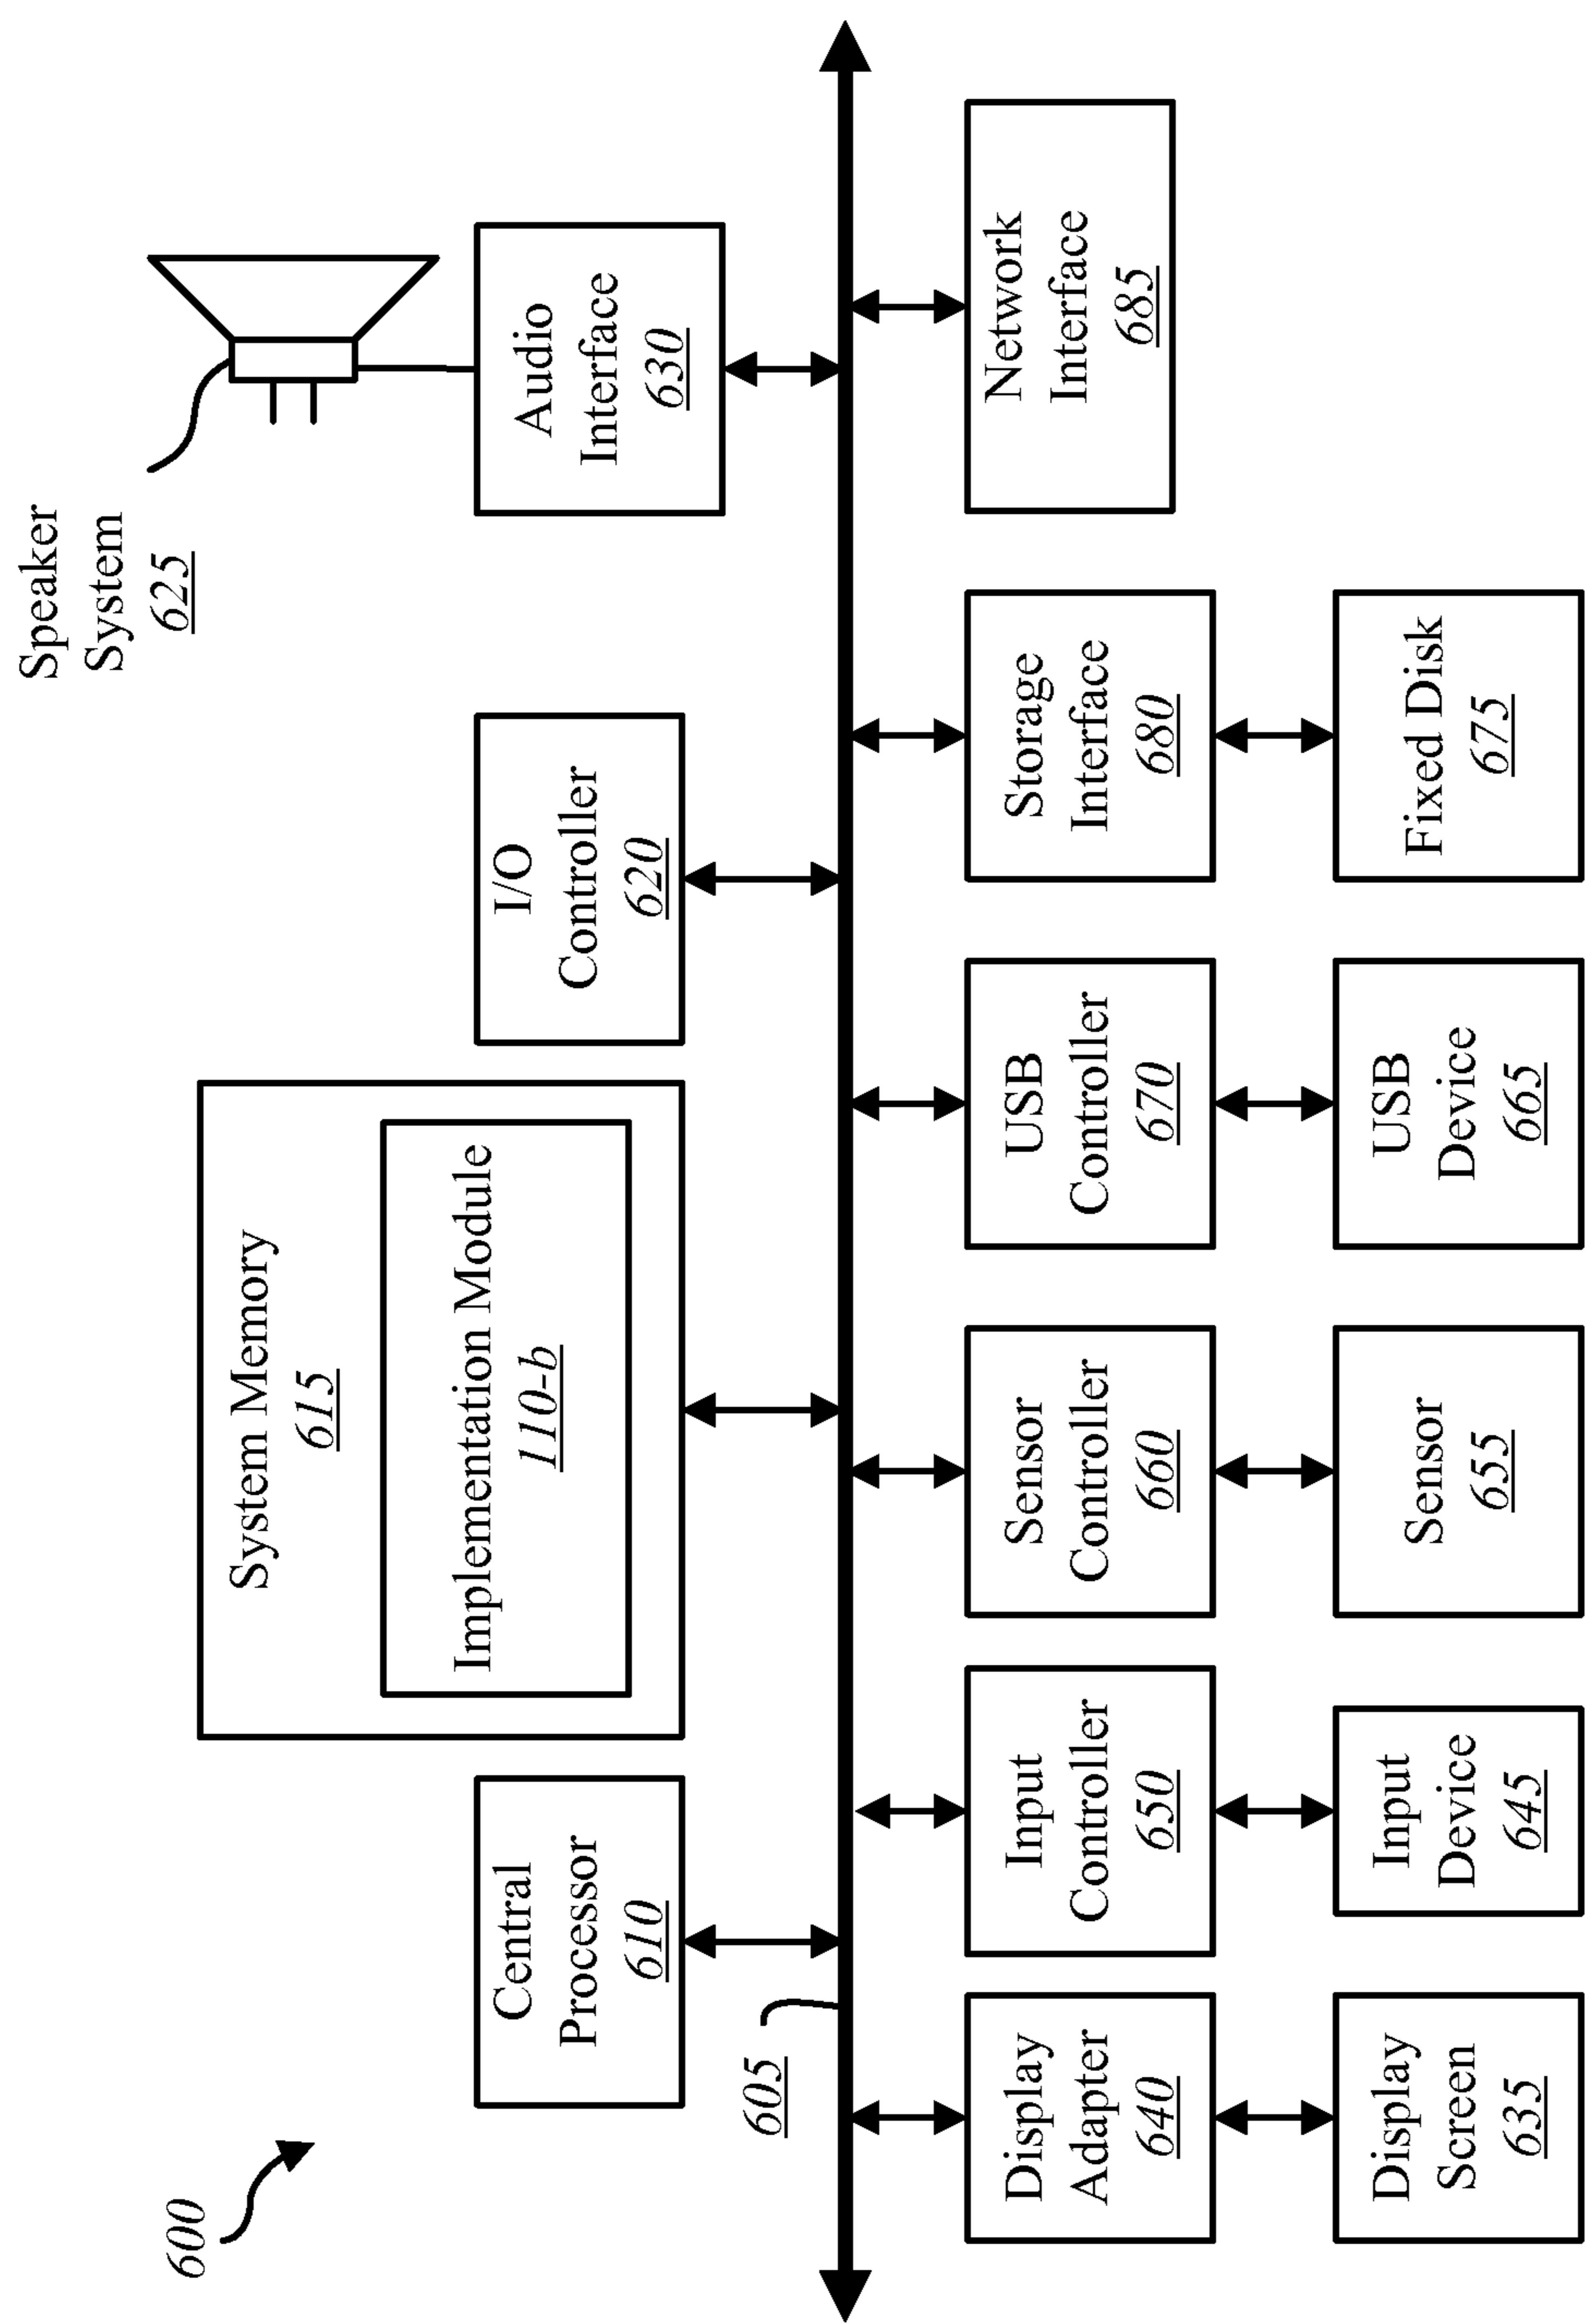 600
Speaker
System
625
System Memory
615
Implementation Module
110-b
Central
Processor
610
I/O
Controller
620
Audio
Interface
630
605
Display
Adapter
640
Input
Controller
650
Sensor
Controller
660
USB
Controller
670
Storage
Interface
680
Network
Interface
685
Display
Screen
635
Input
Device
645
Sensor
655
USB
Device
665
Fixed Disk
675